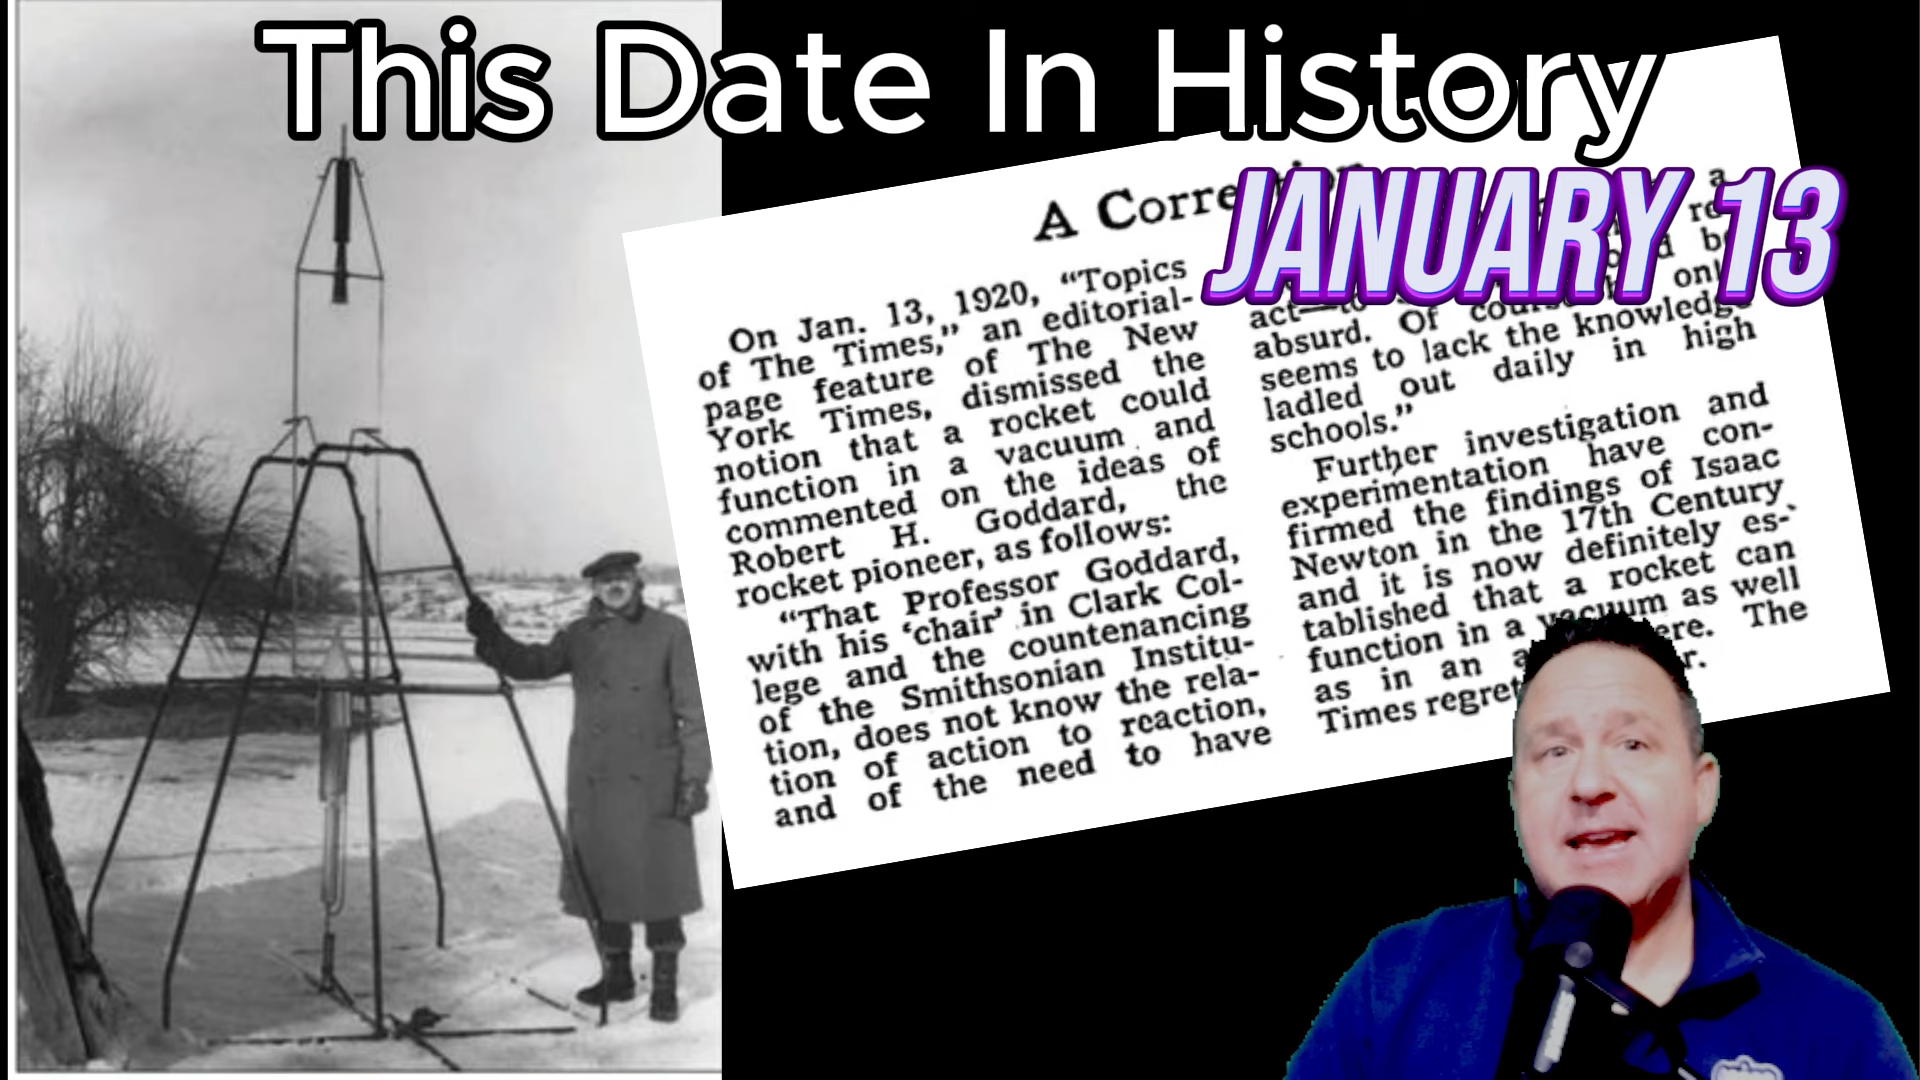 This Date In History
JANUARY 13
A Corre
On Jan. 13, 1920, “Topics
of The Times,” an editorial-
page feature of The New
York Times, dismissed the
notion that a rocket could
function in a vacuum and
commented on the ideas of
Robert H. Goddard, the
rocket pioneer, as follows:
“That Professor Goddard,
with his ‘chair’ in Clark Col-
lege and the countenancing
of the Smithsonian Institu-
tion, does not know the rela-
tion of action to reaction,
and of the need to have
a
absurd. Of
seems to lack the knowledge
ladled out daily in high
schools.”
Further investigation and
experimentation have con-
firmed the findings of Isaac
Newton in the 17th Century
and it is now definitely es-
tablished that a rocket can
function in a vacuum as well
as in an The
Times regret